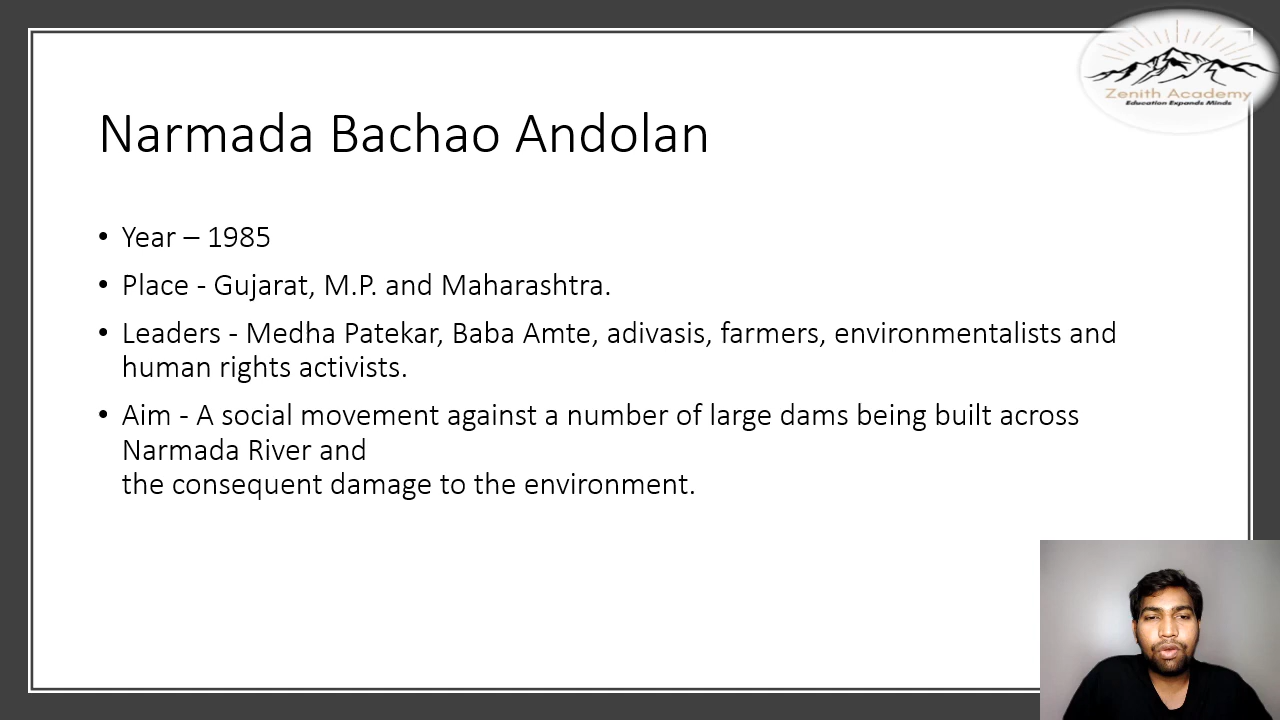 Zenith Academy
Education Expands Minds
Narmada Bachao Andolan
• Year – 1985
• Place - Gujarat, M.P. and Maharashtra.
• Leaders - Medha Patekar, Baba Amte, adivasis, farmers, environmentalists and
human rights activists.
• Aim - A social movement against a number of large dams being built across
Narmada River and
the consequent damage to the environment.